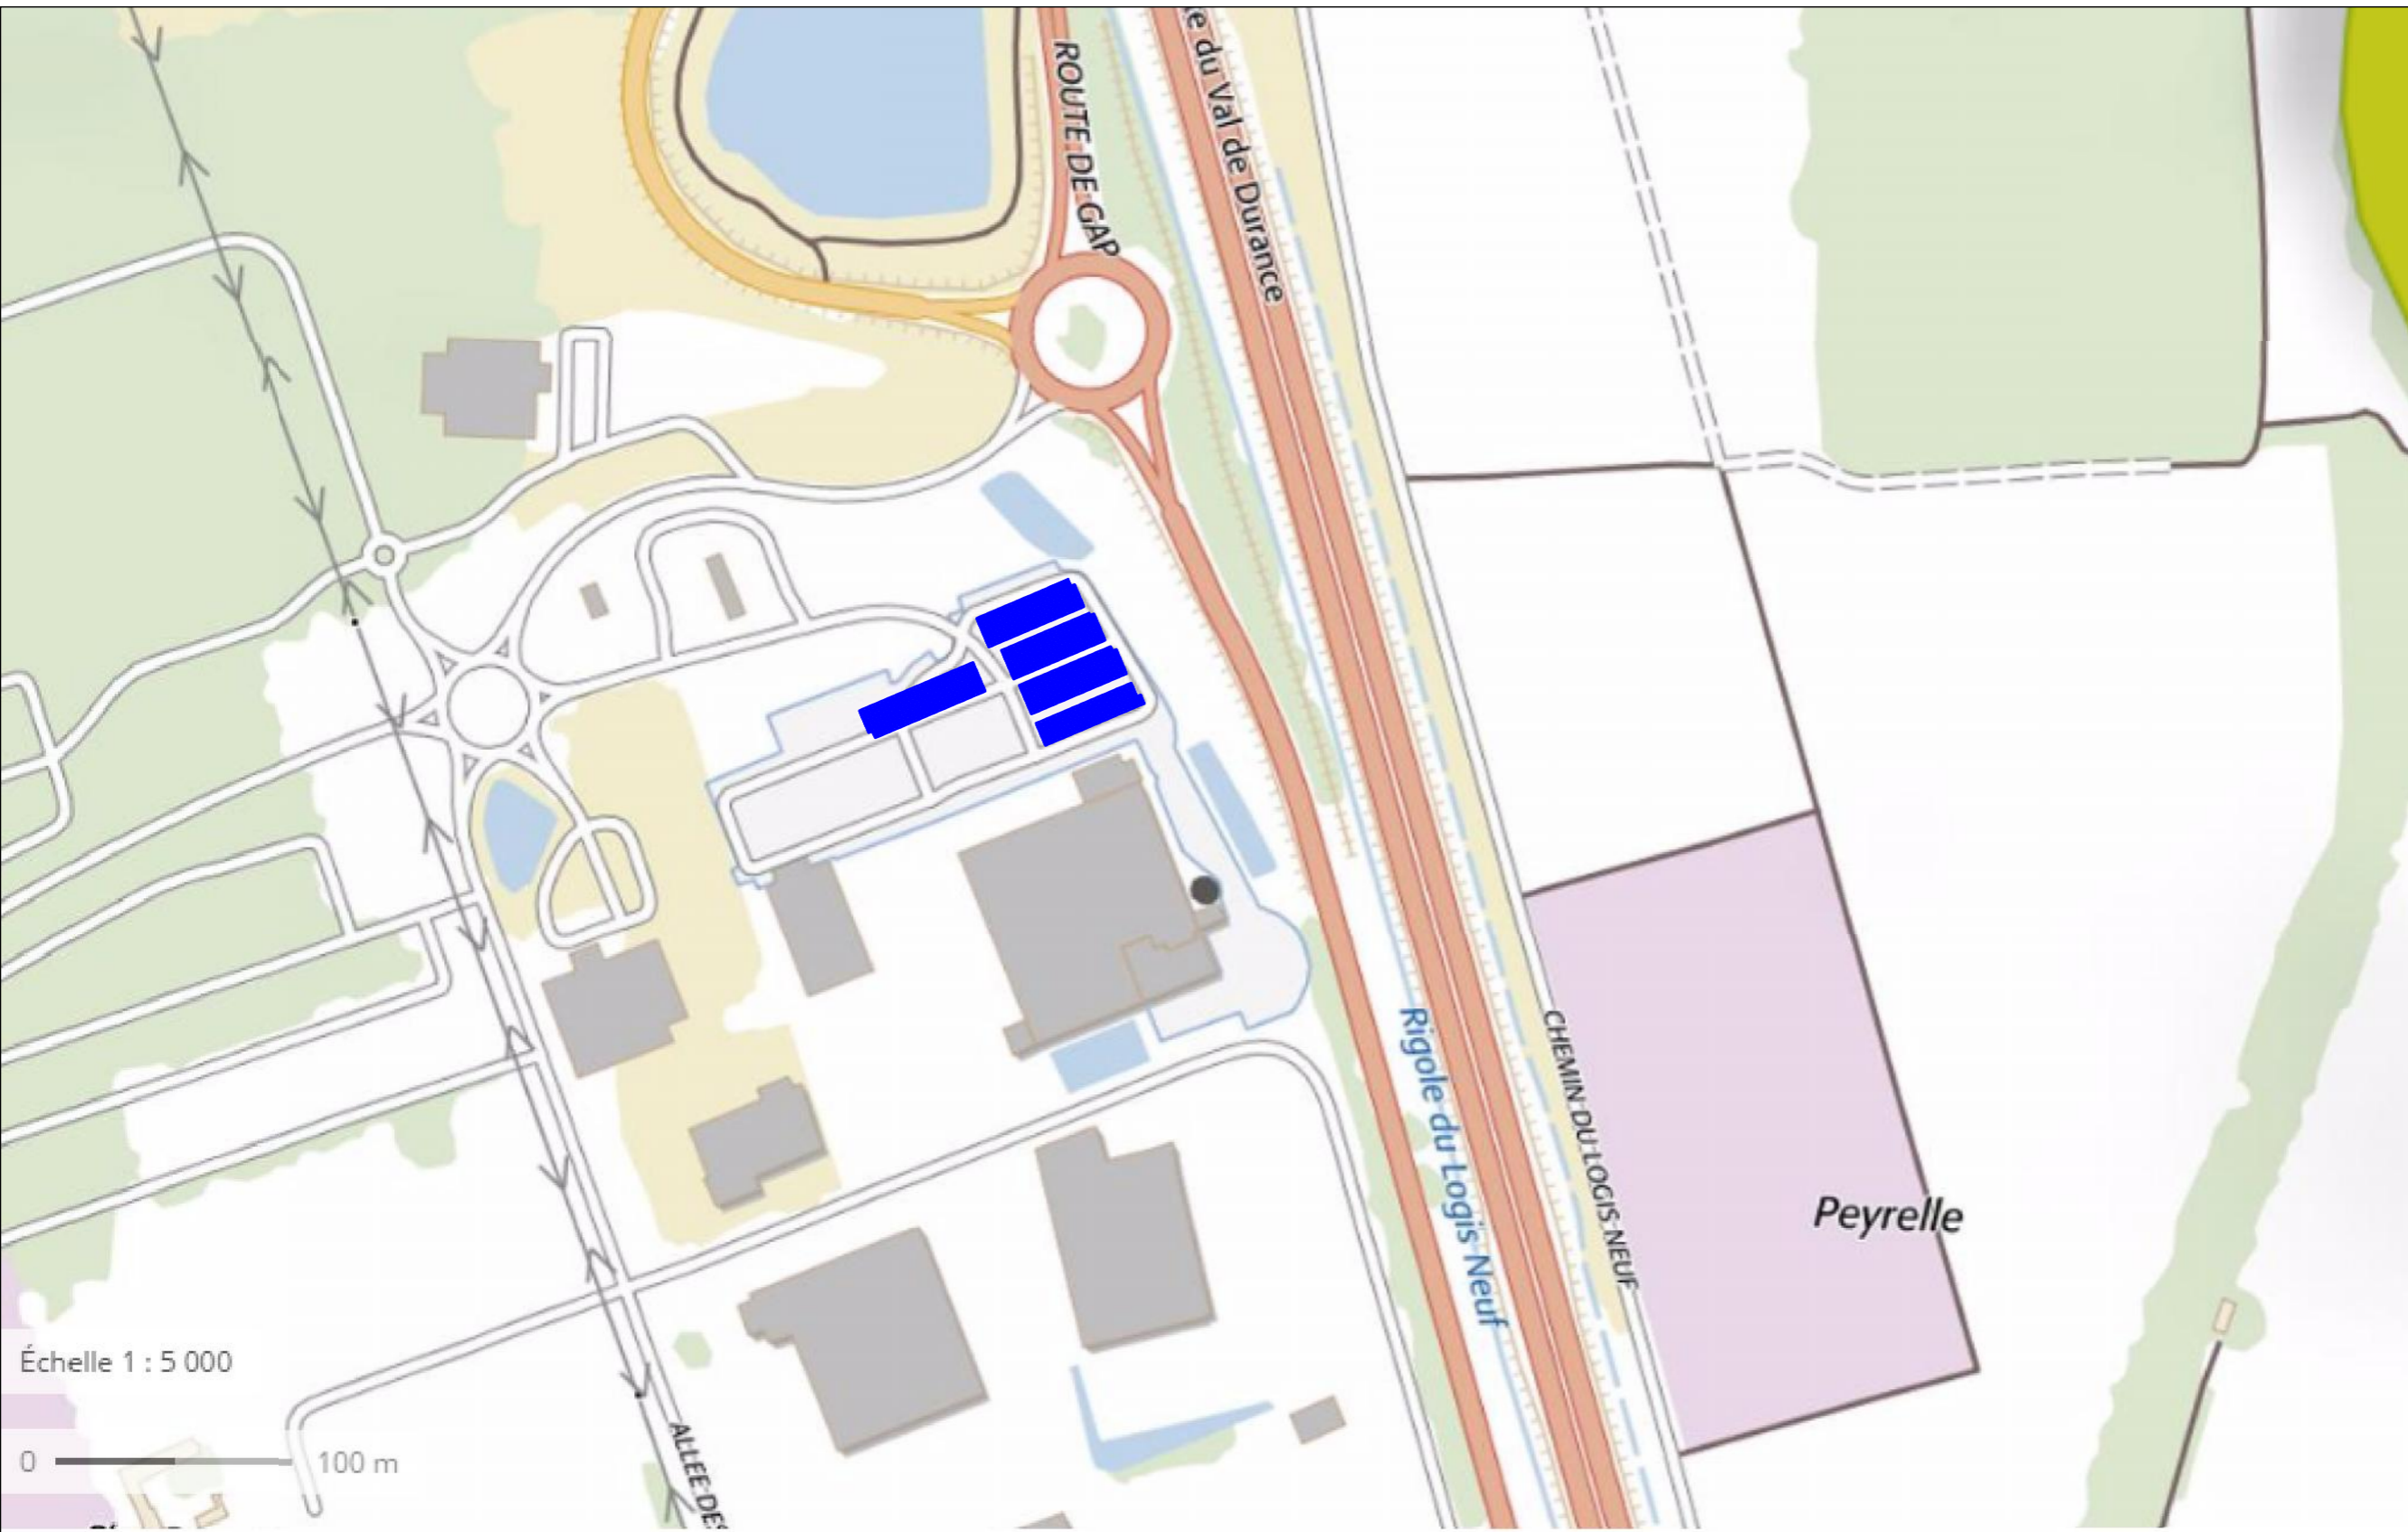 ROUTE DE GAP
du Val de Durance
Rigole du Logis Neuf
CHEMIN DU LOGIS NEUF
Peyrelle
Échelle 1 : 5 000
0 100 m
ALLEE DES